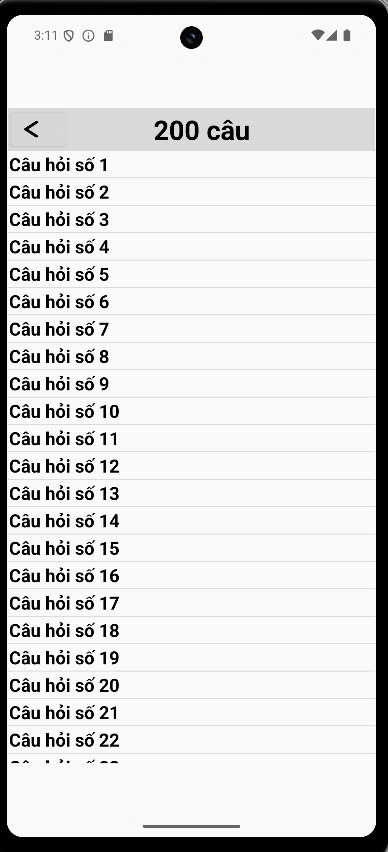 3:11
200 câu
Câu hỏi số 1
Câu hỏi số 2
Câu hỏi số 3
Câu hỏi số 4
Câu hỏi số 5
Câu hỏi số 6
Câu hỏi số 7
Câu hỏi số 8
Câu hỏi số 9
Câu hỏi số 10
Câu hỏi số 11
Câu hỏi số 12
Câu hỏi số 13
Câu hỏi số 14
Câu hỏi số 15
Câu hỏi số 16
Câu hỏi số 17
Câu hỏi số 18
Câu hỏi số 19
Câu hỏi số 20
Câu hỏi số 21
Câu hỏi số 22